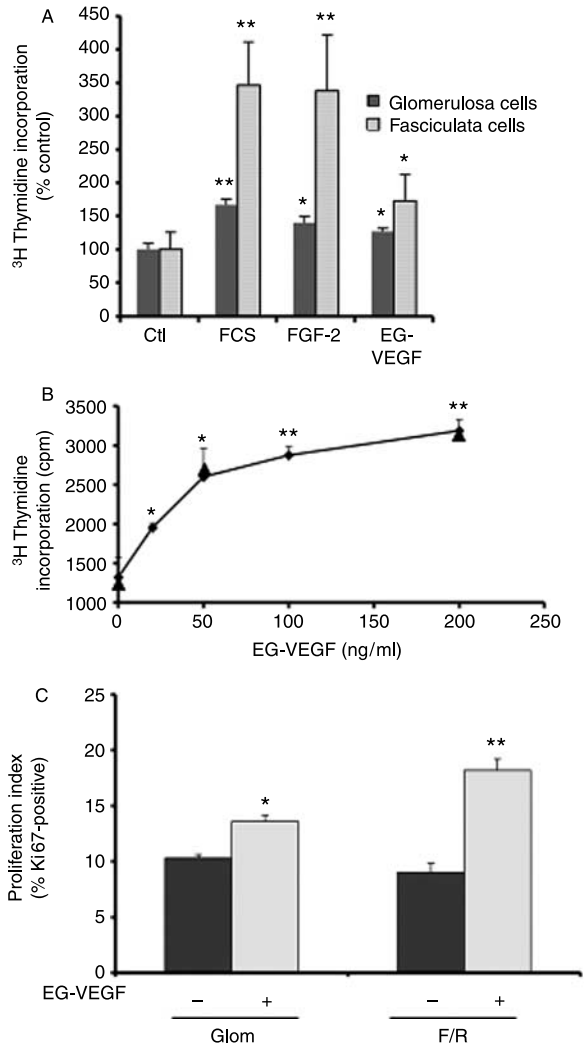 A
³H Thymidine incorporation
(% control)
450
400
350
300
250
200
150
100
50
0
**
**
**
*
*
*
Glomerulosa cells
Fasciculata cells
Ctl
FCS
FGF-2
EG-
VEGF
B
³H Thymidine
incorporation (cpm)
3500
3000
2500
2000
1500
1000
*
*
**
**
0
50
100
150
200
250
EG-VEGF (ng/ml)
C
Proliferation index
(% Ki67-positive)
25
20
15
10
5
0
*
**
EG-VEGF
– + – +
Glom
F/R